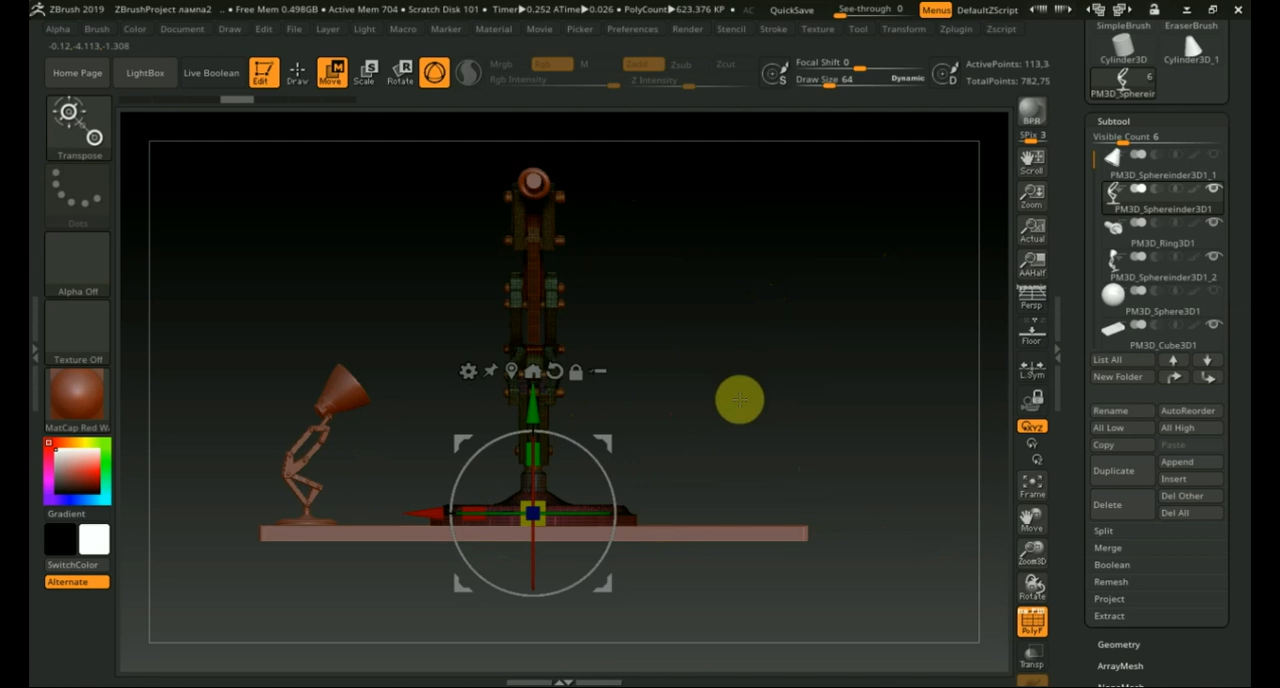 ZBrush 2019 ZBrushProject лампа2 .. • Free Mem 0.498GB • Active Mem 704 • Scratch Disk 101 • Timer▶0.252 ATime▶0.026 • PolyCount▶623.376 KP • AC QuickSave See-through 0 Menus DefaultZScript
Alpha Brush Color Document Draw Edit File Layer Light Macro Marker Material Movie Picker Preferences Render Stencil Stroke Texture Tool Transform Zplugin Zscript
-0.12,-4.113,-1.308
Home Page LightBox Live Boolean Edit Draw Move Scale Rotate
Mrgb Rgb M Zadd Zsub Zcut
Rgb Intensity Z Intensity
S Focal Shift 0 D ActivePoints: 113,3
Draw Size 64 Dynamic TotalPoints: 782,75
Transpose
Dots
Alpha Off
Texture Off
MatCap Red Wa
Gradient
SwitchColor
Alternate
BPR
SPix 3
Scroll
Zoom
Actual
AAHalf
Dynamic
Persp
Floor
L.Sym
XYZ
Frame
Move
Zoom3D
Rotate
PolyF
Transp
SimpleBrush EraserBrush
Cylinder3D Cylinder3D_1
6
PM3D_Spherein
Subtool
Visible Count 6
PM3D_Sphereinder3D1_1
PM3D_Sphereinder3D1
PM3D_Ring3D1
PM3D_Sphereinder3D1_2
PM3D_Sphere3D1
PM3D_Cube3D1
List All
New Folder
Rename AutoReorder
All Low All High
Copy Paste
Duplicate Append
Insert
Delete Del Other
Del All
Split
Merge
Boolean
Remesh
Project
Extract
Geometry
ArrayMesh